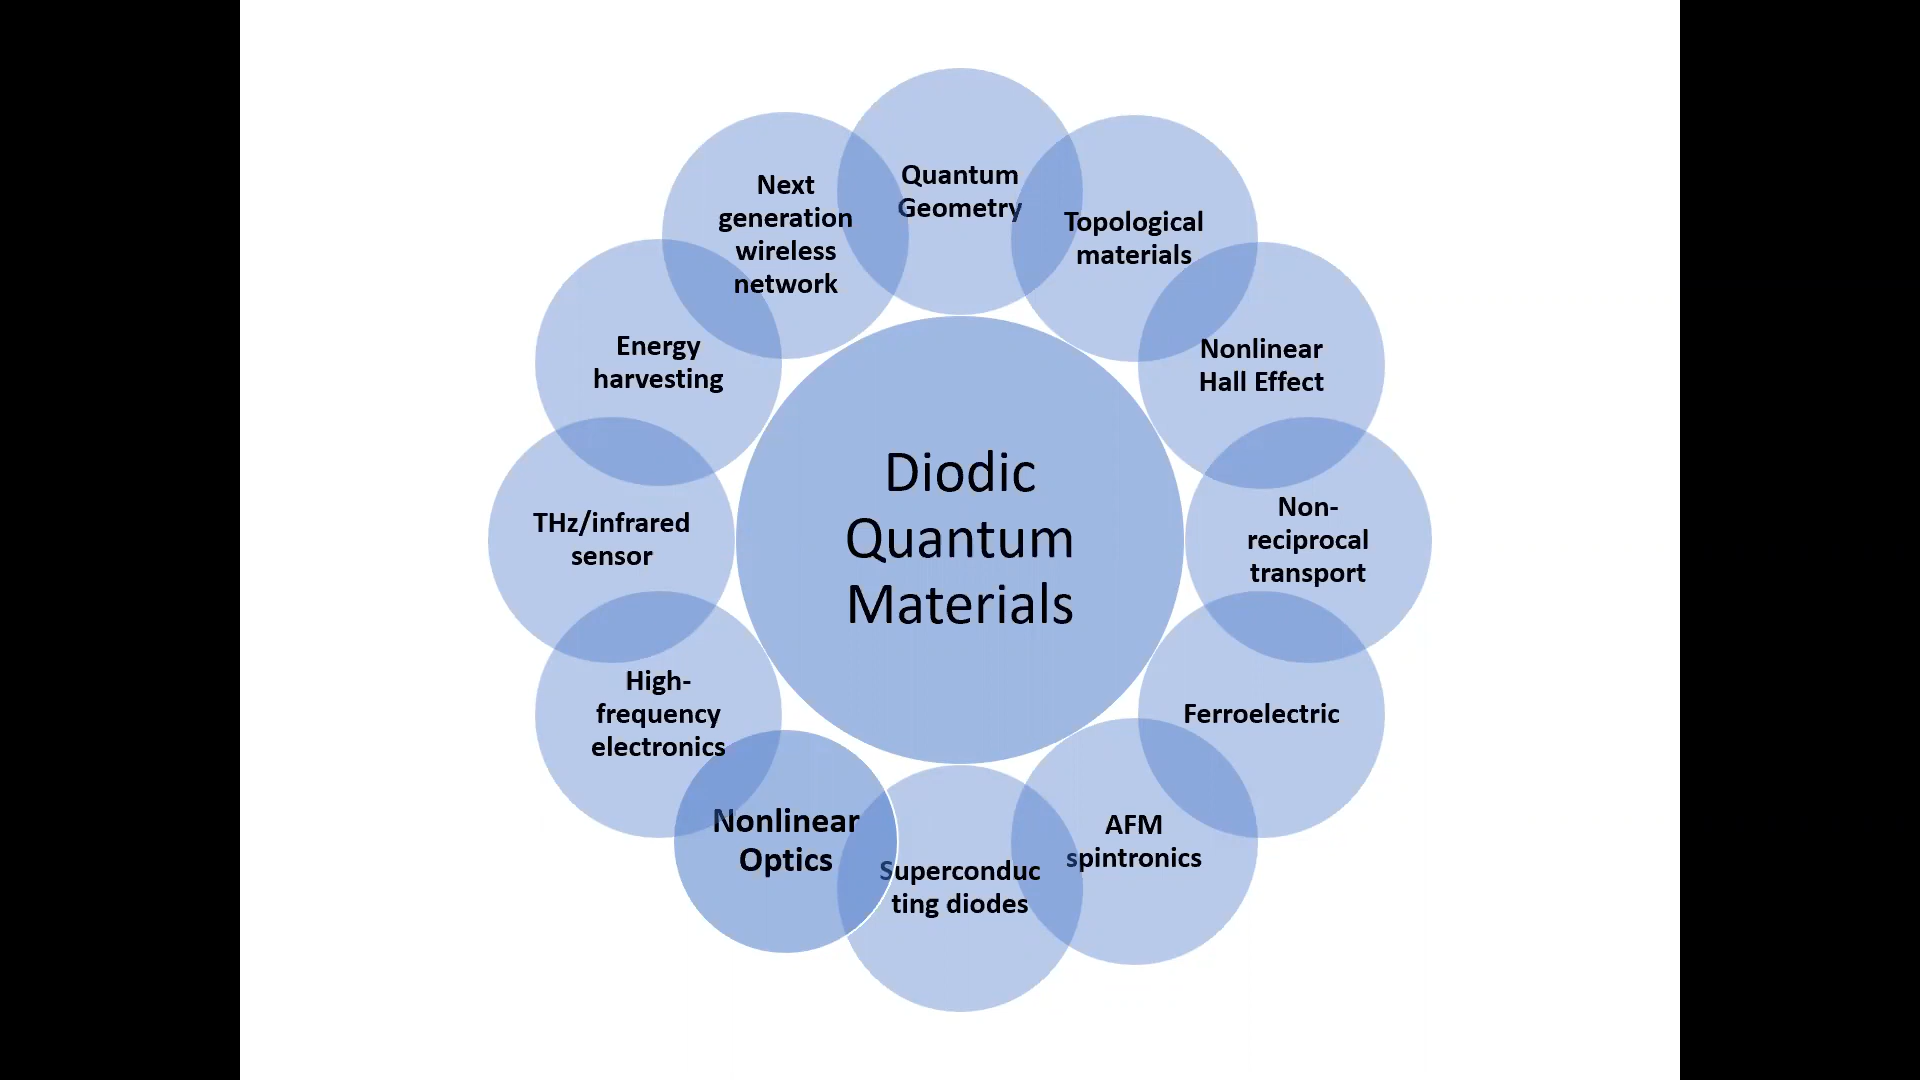 Quantum
Geometry
Topological
materials
Nonlinear
Hall Effect
Non-
reciprocal
transport
Ferroelectric
AFM
spintronics
Superconduc
ting diodes
Nonlinear
Optics
High-
frequency
electronics
THz/infrared
sensor
Energy
harvesting
Next
generation
wireless
network
Diodic
Quantum
Materials